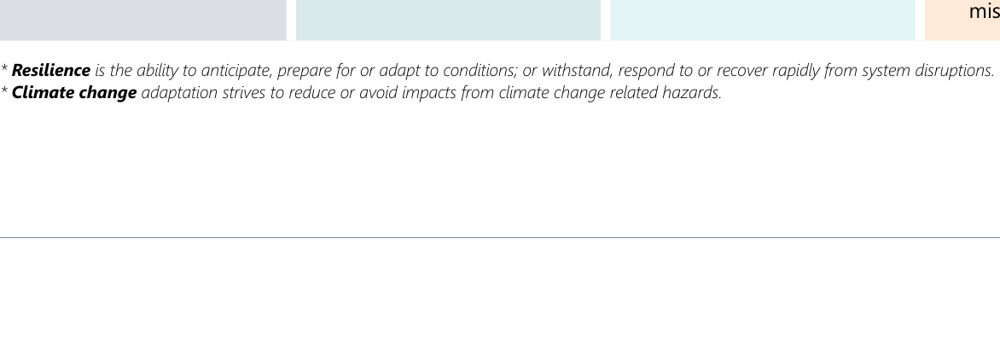 * Resilience is the ability to anticipate, prepare for or adapt to conditions; or withstand, respond to or recover rapidly from system disruptions.
* Climate change adaptation strives to reduce or avoid impacts from climate change related hazards.